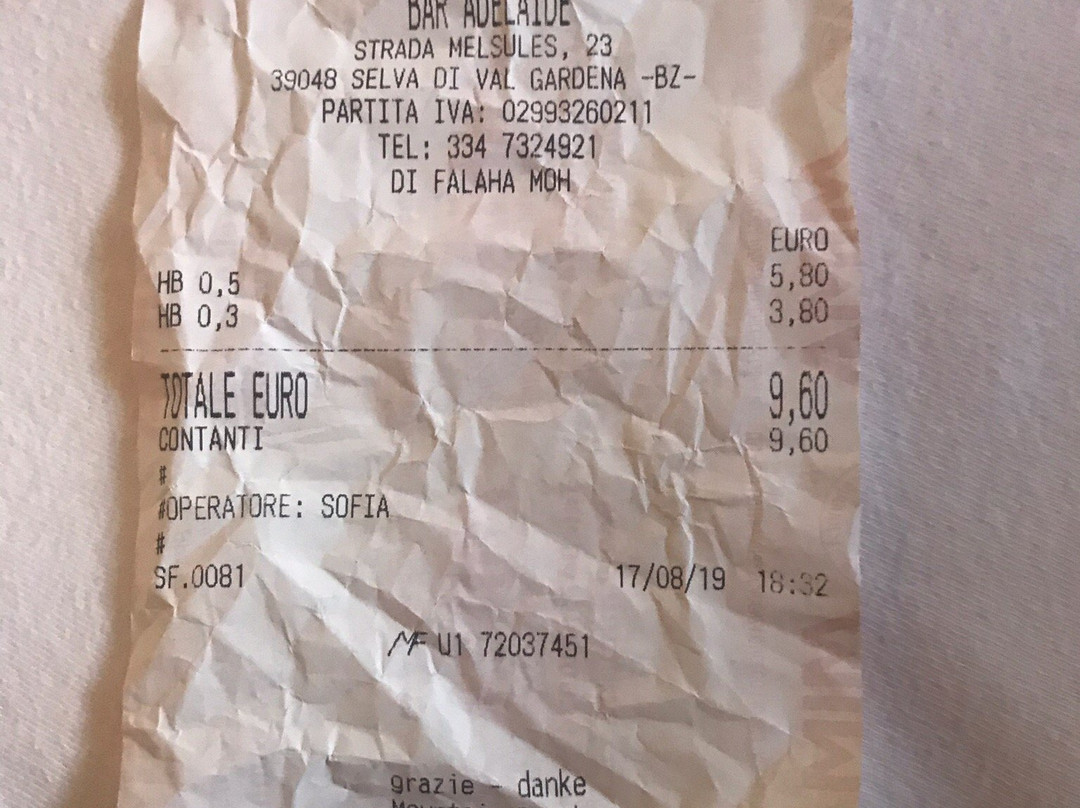 BAR ADELAIDE
STRADA MELSULES, 23
39048 SELVA DI VAL GARDENA -BZ-
PARTITA IVA: 02993260211
TEL: 334 7324921
DI FALAHA MOH
EURO
HB 0,5 5,80
HB 0,3 3,80
TOTALE EURO 9,60
CONTANTI 9,60
#
#OPERATORE: SOFIA
#
SF.0081 17/08/19 18:32
MF U1 72037451
grazie - danke